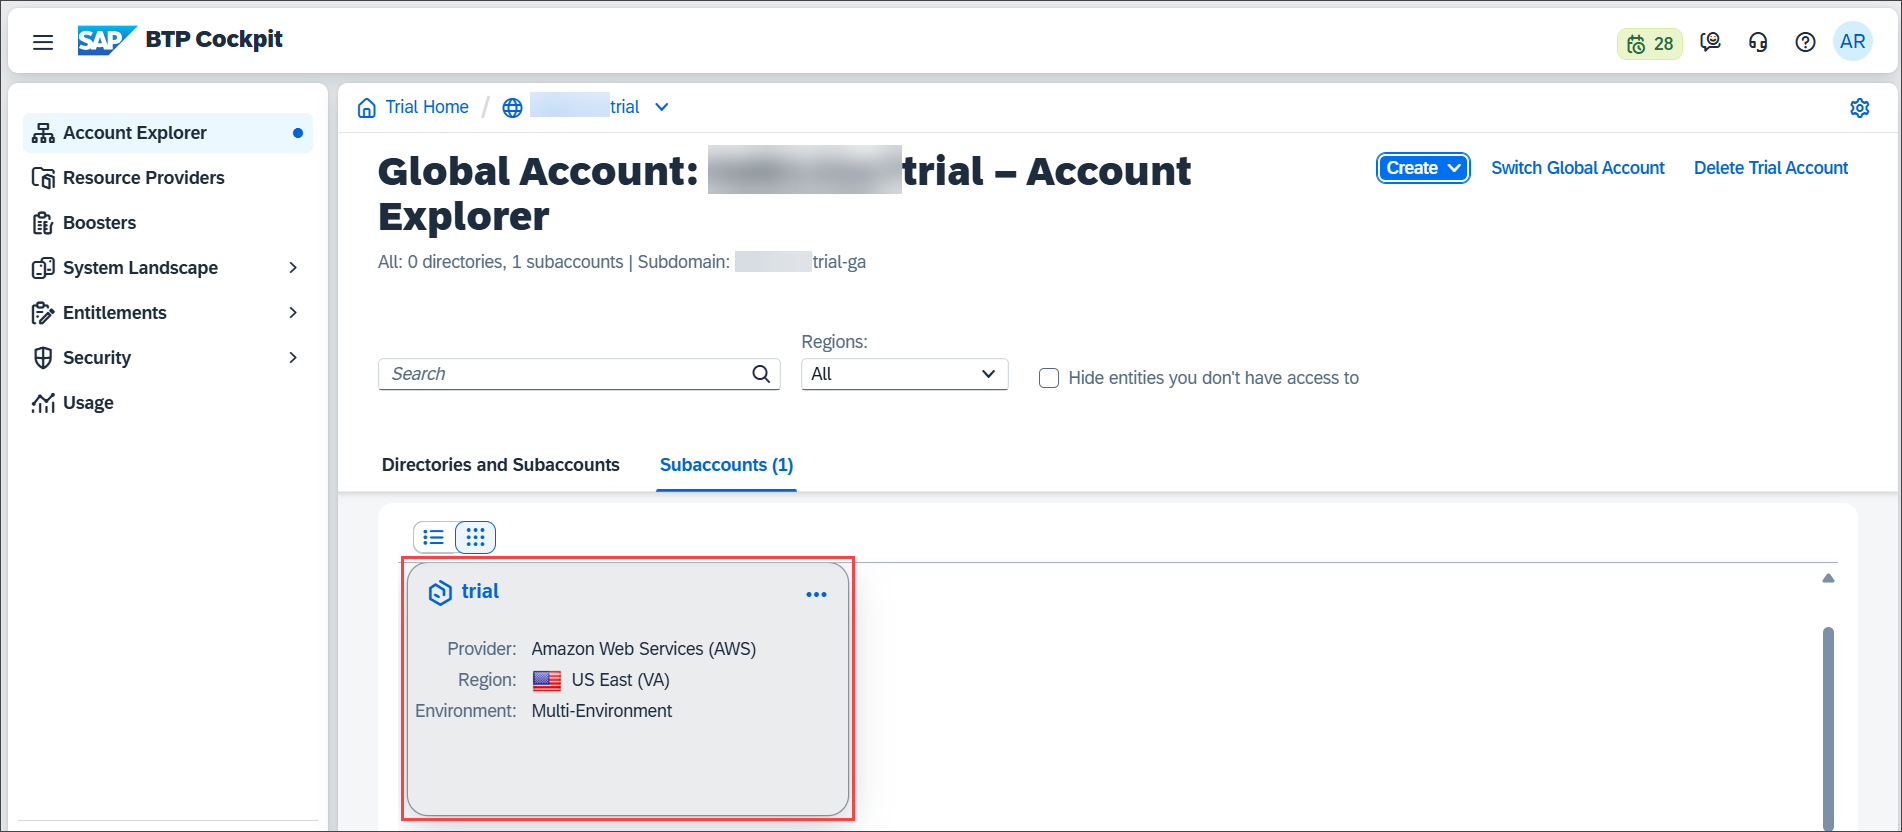 SAP BTP Cockpit
28
AR
Account Explorer
Resource Providers
Boosters
System Landscape
Entitlements
Security
Usage
Trial Home / trial
Global Account: trial – Account
Explorer
Create
Switch Global Account
Delete Trial Account
All: 0 directories, 1 subaccounts | Subdomain: trial-ga
Regions:
Search
All
Hide entities you don't have access to
Directories and Subaccounts
Subaccounts (1)
trial
Provider: Amazon Web Services (AWS)
Region: US East (VA)
Environment: Multi-Environment